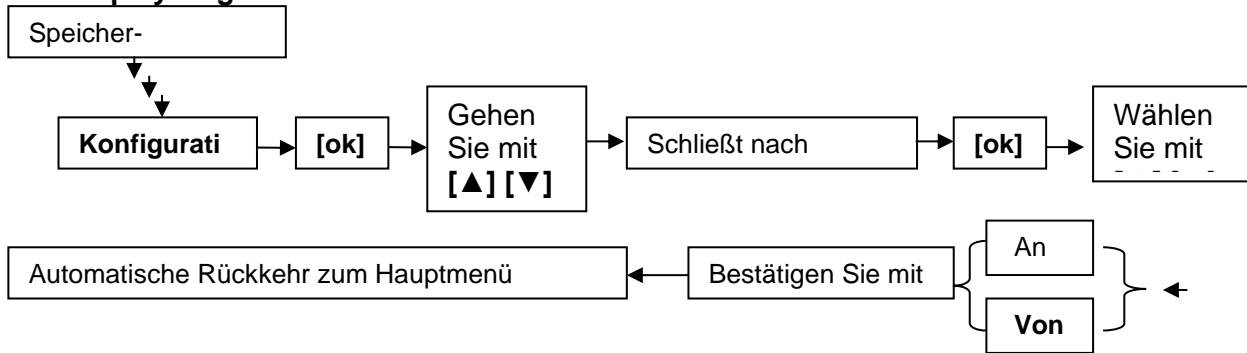 Speicher-
Konfigurati
[ok]
Gehen
Sie mit
[▲] [▼]
Schließt nach
[ok]
Wählen
Sie mit
An
Automatische Rückkehr zum Hauptmenü
Bestätigen Sie mit
Von